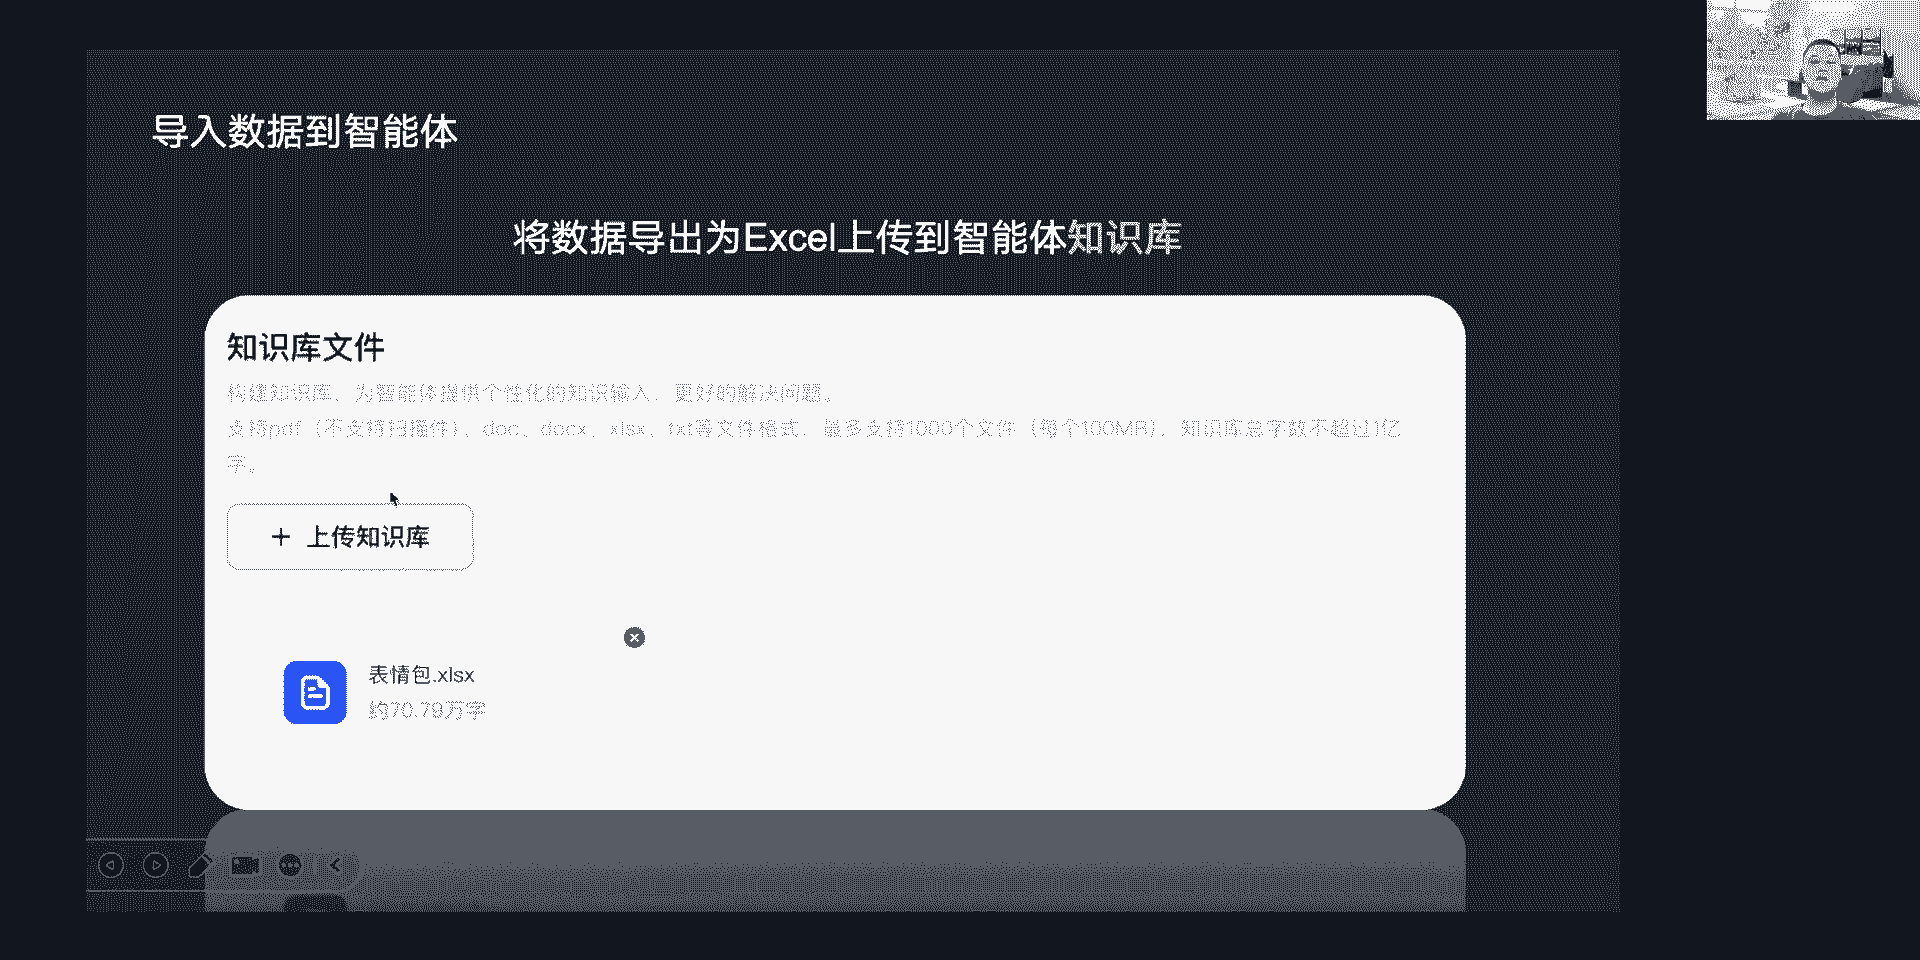 导入数据到智能体
将数据导出为Excel上传到智能体知识库
知识库文件
构建知识库，为智能体提供个性化的知识输入，更好的解决问题。
支持pdf（不支持扫描件）、doc、docx、xlsx、txt等文件格式，最多支持1000个文件（每个100MB），知识库总字数不超过1亿
字。
+ 上传知识库
表情包.xlsx
约70.79万字